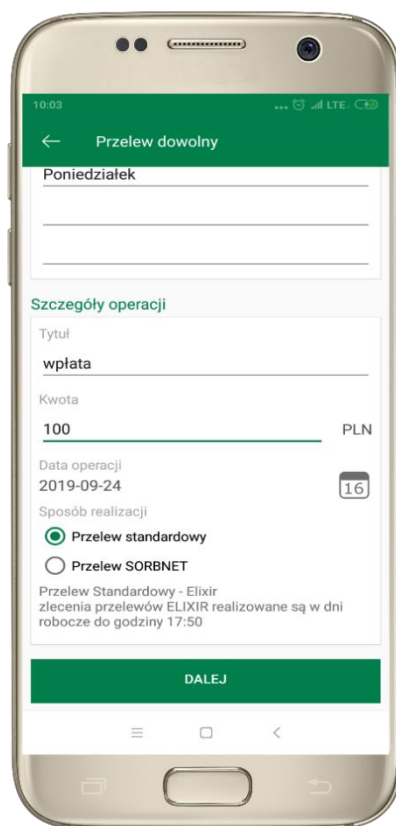 10:03
... LTE
Przelew dowolny
Poniedziałek
Szczegóły operacji
Tytuł
wpłata
Kwota
100 PLN
Data operacji
2019-09-24
16
Sposób realizacji
Przelew standardowy
Przelew SORBNET
Przelew Standardowy - Elixir
zlecenia przelewów ELIXIR realizowane są w dni
robocze do godziny 17:50
DALEJ